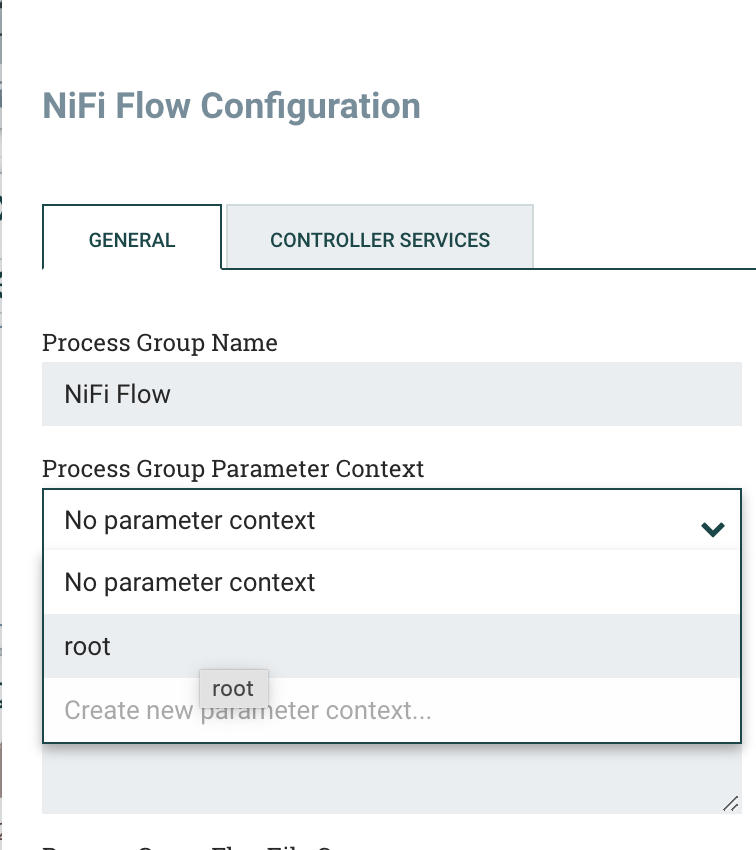 NiFi Flow Configuration
GENERAL
CONTROLLER SERVICES
Process Group Name
NiFi Flow
Process Group Parameter Context
No parameter context
No parameter context
root
root
Create new parameter context...